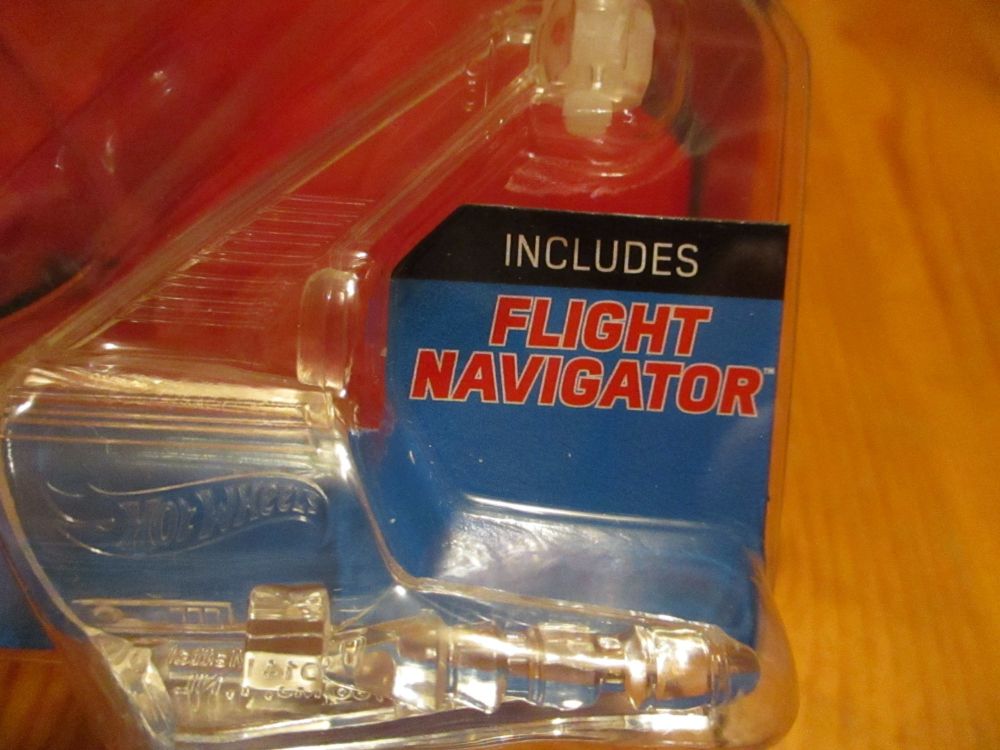 INCLUDES
FLIGHT
NAVIGATOR™
HOT WHEELS